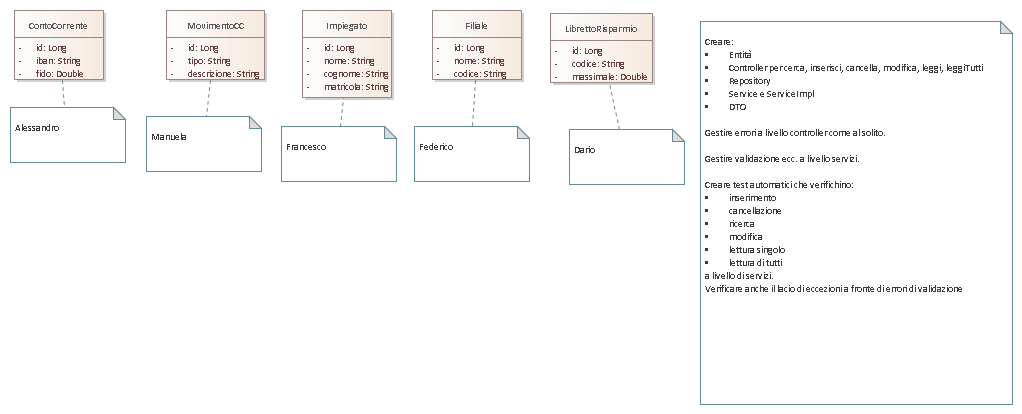 ContoCorrente
- id: Long
- iban: String
- fido: Double
Alessandro
MovimentoCC
- id: Long
- tipo: String
- descrizione: String
Manuela
Impiegato
- id: Long
- nome: String
- cognome: String
- matricola: String
Francesco
Filiale
- id: Long
- nome: String
- codice: String
Federico
LibrettoRisparmio
- id: Long
- codice: String
- massimale: Double
Dario
Creare:
• Entità
• Controller per cerca, inserisci, cancella, modifica, leggi, leggiTutti
• Repository
• Service e ServiceImpl
• DTO
Gestire errori a livello controller come al solito.
Gestire validazione ecc. a livello servizi.
Creare test automatici che verifichino:
• inserimento
• cancellazione
• ricerca
• modifica
• lettura singolo
• lettura di tutti
a livello di servizi.
Verificare anche il lacio di eccezioni a fronte di errori di validazione